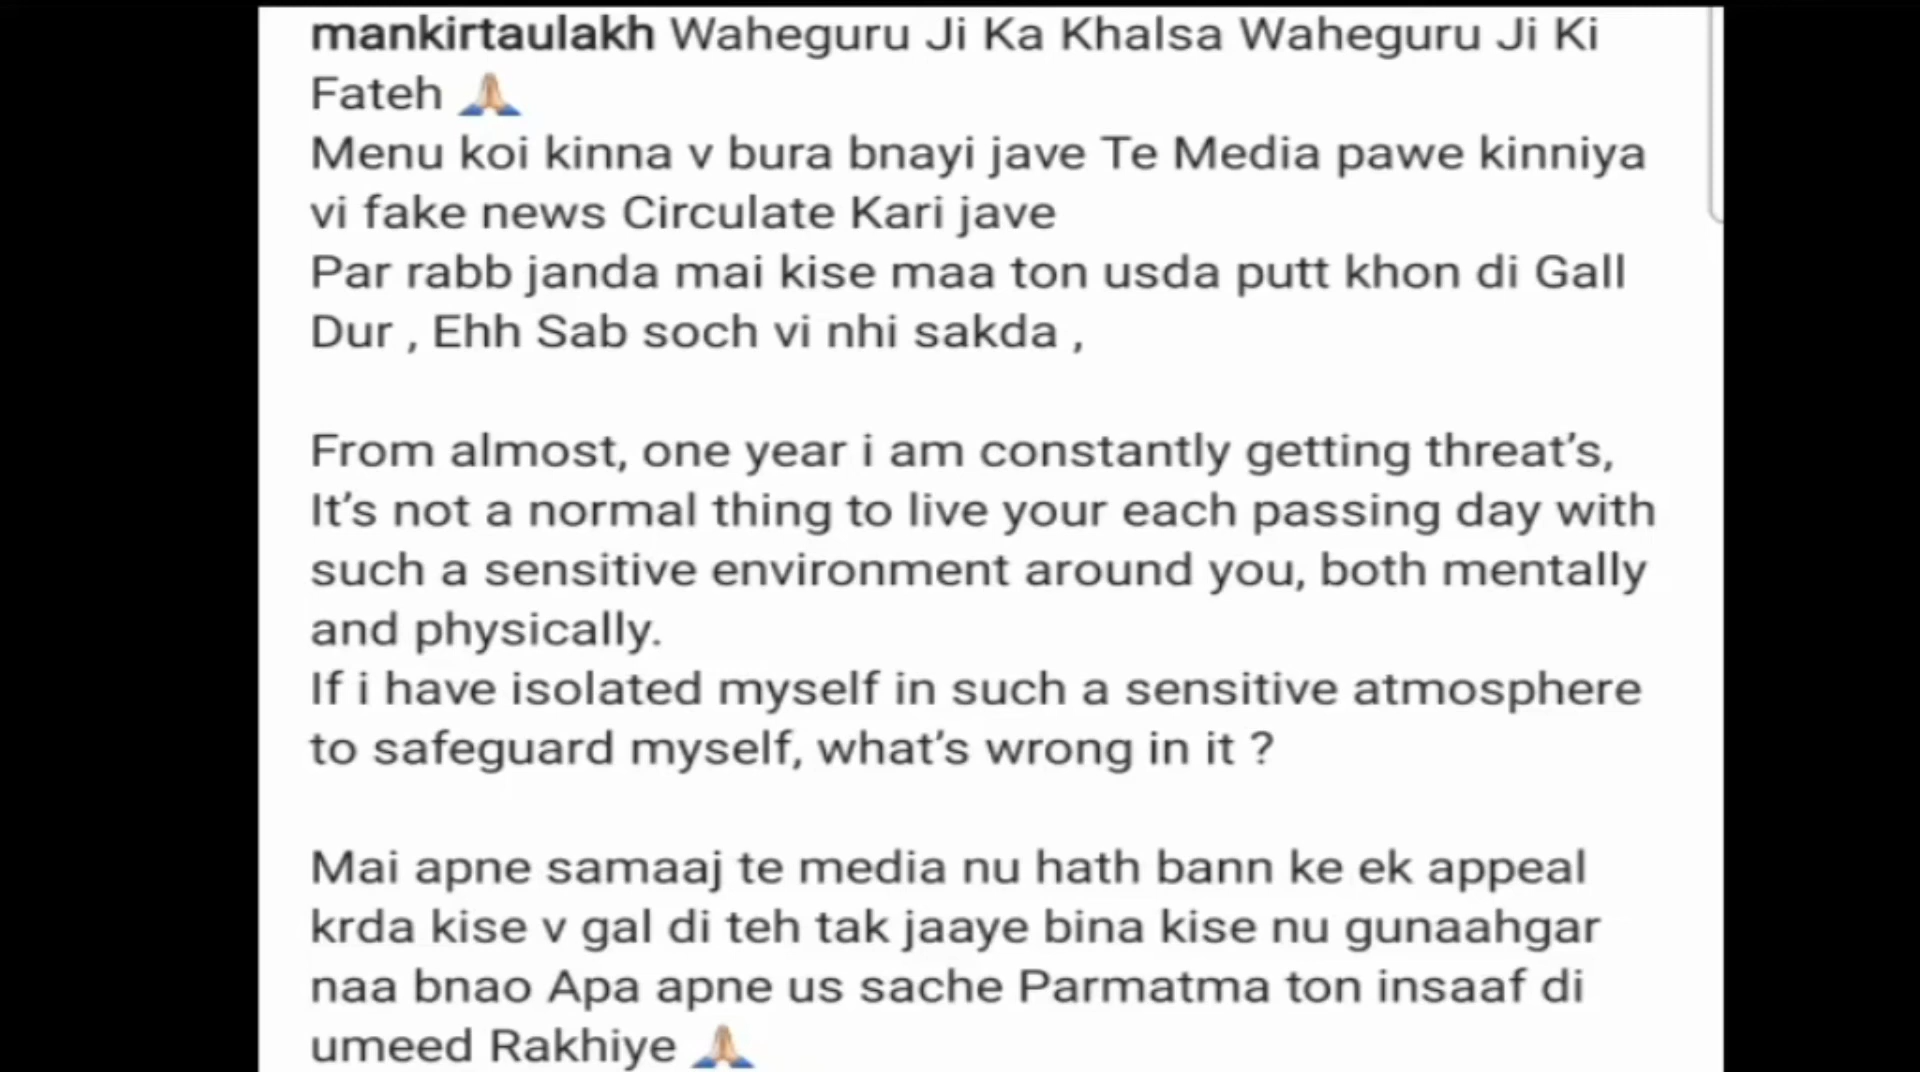 mankirtaulakh Waheguru Ji Ka Khalsa Waheguru Ji Ki
Fateh 🙏🏼
Menu koi kinna v bura bnayi jave Te Media pawe kinniya
vi fake news Circulate Kari jave
Par rabb janda mai kise maa ton usda putt khon di Gall
Dur , Ehh Sab soch vi nhi sakda ,
From almost, one year i am constantly getting threat’s,
It’s not a normal thing to live your each passing day with
such a sensitive environment around you, both mentally
and physically.
If i have isolated myself in such a sensitive atmosphere
to safeguard myself, what’s wrong in it ?
Mai apne samaaj te media nu hath bann ke ek appeal
krda kise v gal di teh tak jaaye bina kise nu gunaahgar
naa bnao Apa apne us sache Parmatma ton insaaf di
umeed Rakhiye 🙏🏼